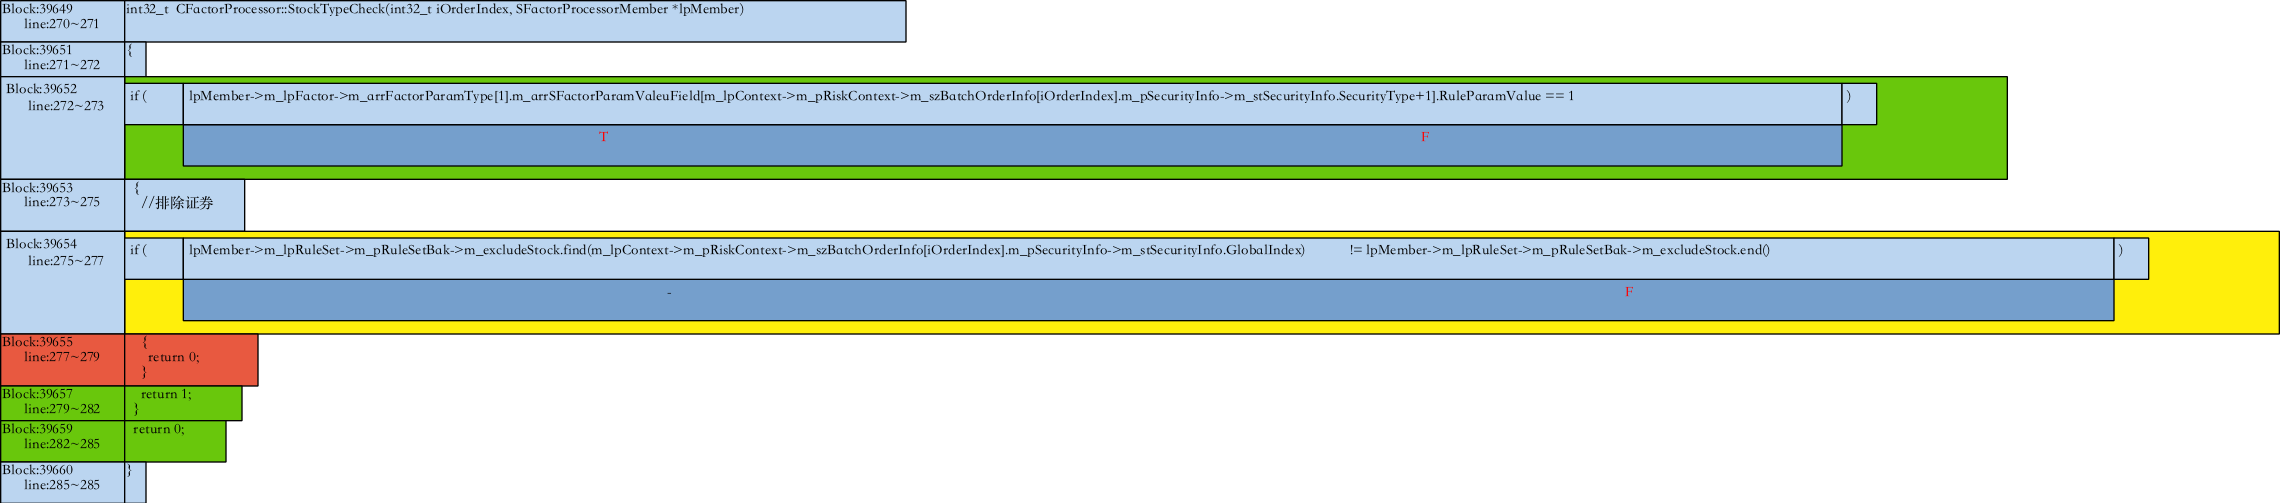 Block:39649
line:270~271
int32_t  CFactorProcessor::StockTypeCheck(int32_t iOrderIndex, SFactorProcessorMember *lpMember)
Block:39651
line:271~272
{
Block:39652
line:272~273
if (
lpMember->m_lpFactor->m_arrFactorParamType[1].m_arrSFactorParamValeuField[m_lpContext->m_pRiskContext->m_szBatchOrderInfo[iOrderIndex].m_pSecurityInfo->m_stSecurityInfo.SecurityType+1].RuleParamValue == 1
)
T
F
Block:39653
line:273~275
{
//排除证券
Block:39654
line:275~277
if (
lpMember->m_lpRuleSet->m_pRuleSetBak->m_excludeStock.find(m_lpContext->m_pRiskContext->m_szBatchOrderInfo[iOrderIndex].m_pSecurityInfo->m_stSecurityInfo.GlobalIndex)          != lpMember->m_lpRuleSet->m_pRuleSetBak->m_excludeStock.end()
)
-
F
Block:39655
line:277~279
{
return 0;
}
Block:39657
line:279~282
return 1;
}
Block:39659
line:282~285
return 0;
Block:39660
line:285~285
}